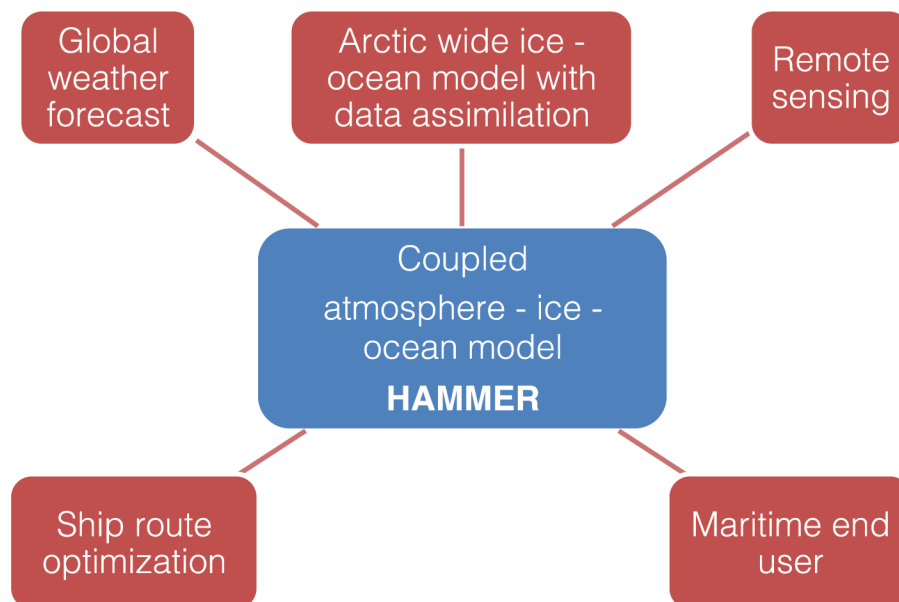 Global
weather
forecast
Arctic wide ice -
ocean model with
data assimilation
Remote
sensing
Coupled
atmosphere - ice -
ocean model
HAMMER
Ship route
optimization
Maritime end
user